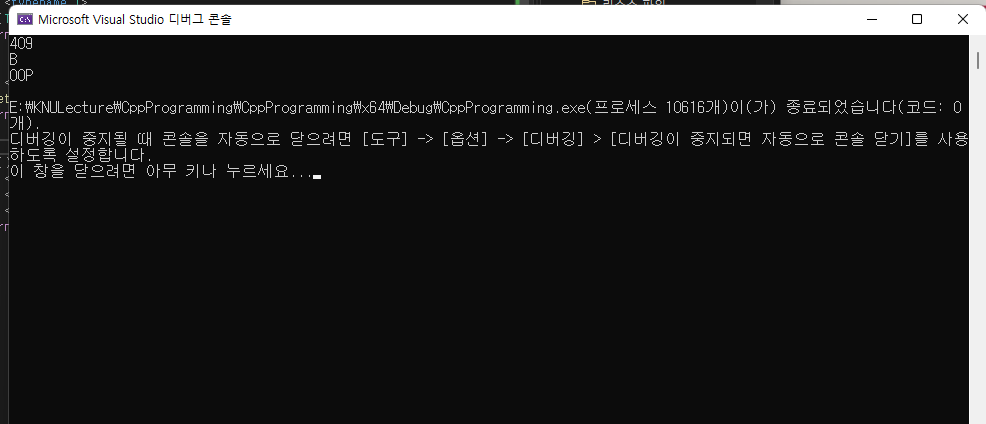 <typename T>
Microsoft Visual Studio 디버그 콘솔
409
B
OOP
E:\KNULecture\CppProgramming\CppProgramming\x64\Debug\CppProgramming.exe(프로세스 10616개)이(가) 종료되었습니다(코드: 0
개).
디버깅이 중지될 때 콘솔을 자동으로 닫으려면 [도구] -> [옵션] -> [디버깅] > [디버깅이 중지되면 자동으로 콘솔 닫기]를 사용
하도록 설정합니다.
이 창을 닫으려면 아무 키나 누르세요...